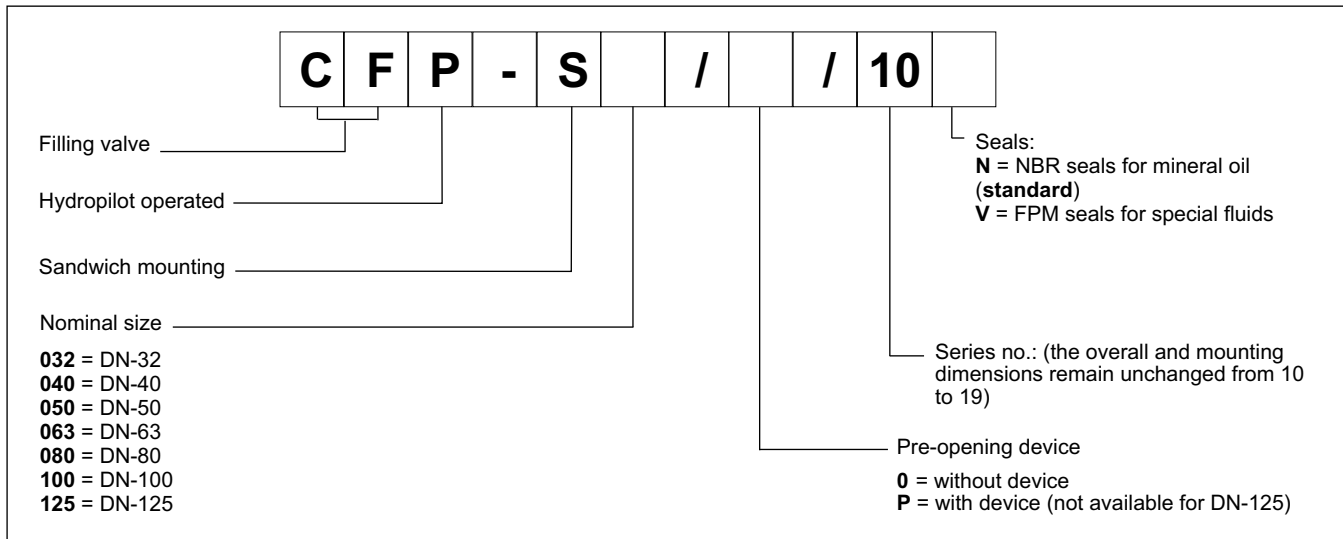 C F P - S / / 10
Filling valve
Hydropilot operated
Sandwich mounting
Nominal size
032 = DN-32
040 = DN-40
050 = DN-50
063 = DN-63
080 = DN-80
100 = DN-100
125 = DN-125
Seals:
N = NBR seals for mineral oil
(standard)
V = FPM seals for special fluids
Series no.: (the overall and mounting
dimensions remain unchanged from 10
to 19)
Pre-opening device
0 = without device
P = with device (not available for DN-125)